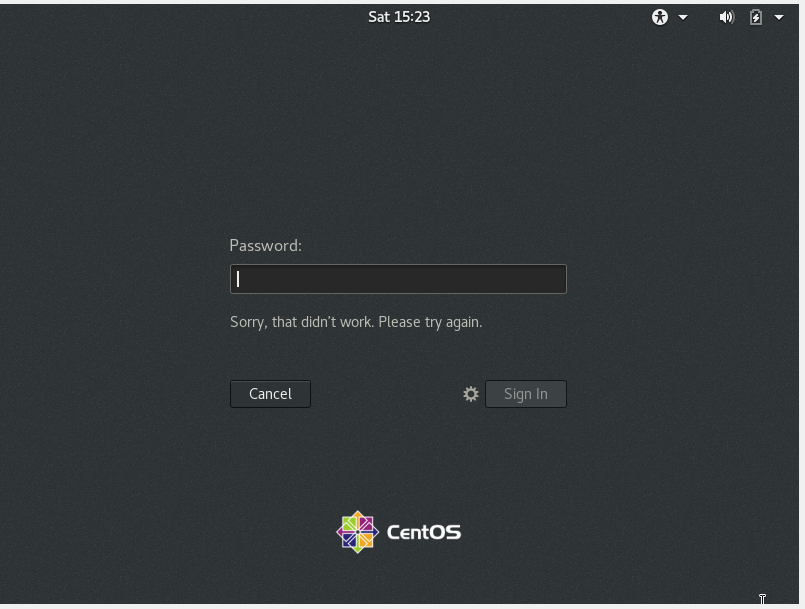 Sat 15:23
Password:
Sorry, that didn't work. Please try again.
Cancel
Sign In
CentOS